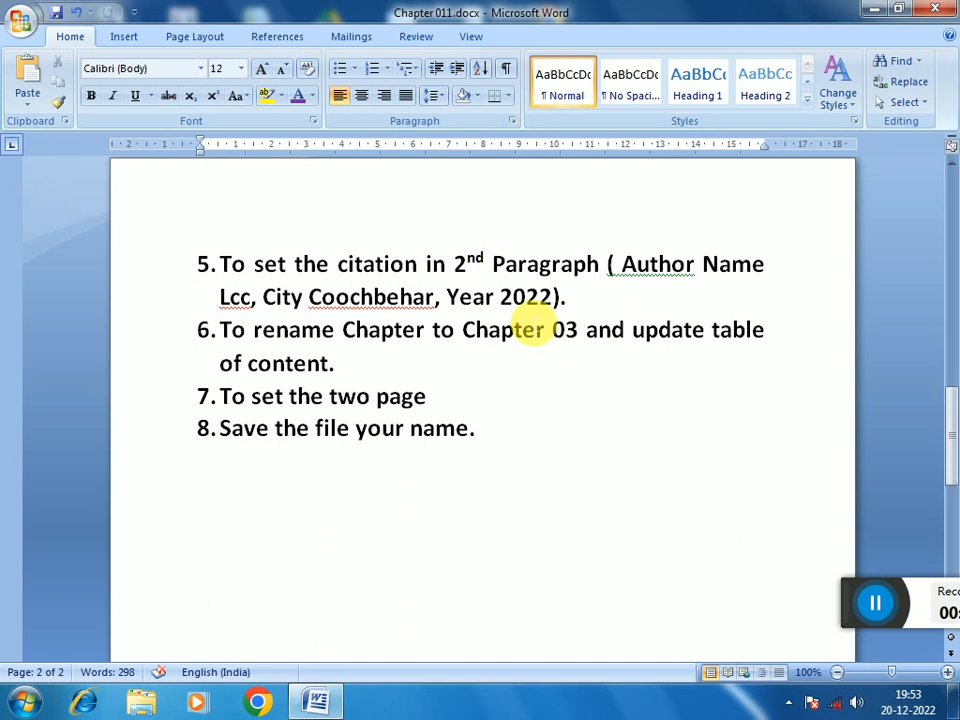 Chapter 011.docx - Microsoft Word
Home Insert Page Layout References Mailings Review View
Calibri (Body) 12
AaBbCcDc AaBbCcDc AaBbCc AaBbCc
Paste
¶ Normal ¶ No Spaci... Heading 1 Heading 2
Change Styles
Find
Replace
Select
Clipboard Font Paragraph Styles Editing
5. To set the citation in 2nd Paragraph ( Author Name
Lcc, City Coochbehar, Year 2022).
6. To rename Chapter to Chapter 03 and update table
of content.
7. To set the two page
8. Save the file your name.
Reco
00:
Page: 2 of 2 Words: 298 English (India) 100%
19:53
20-12-2022